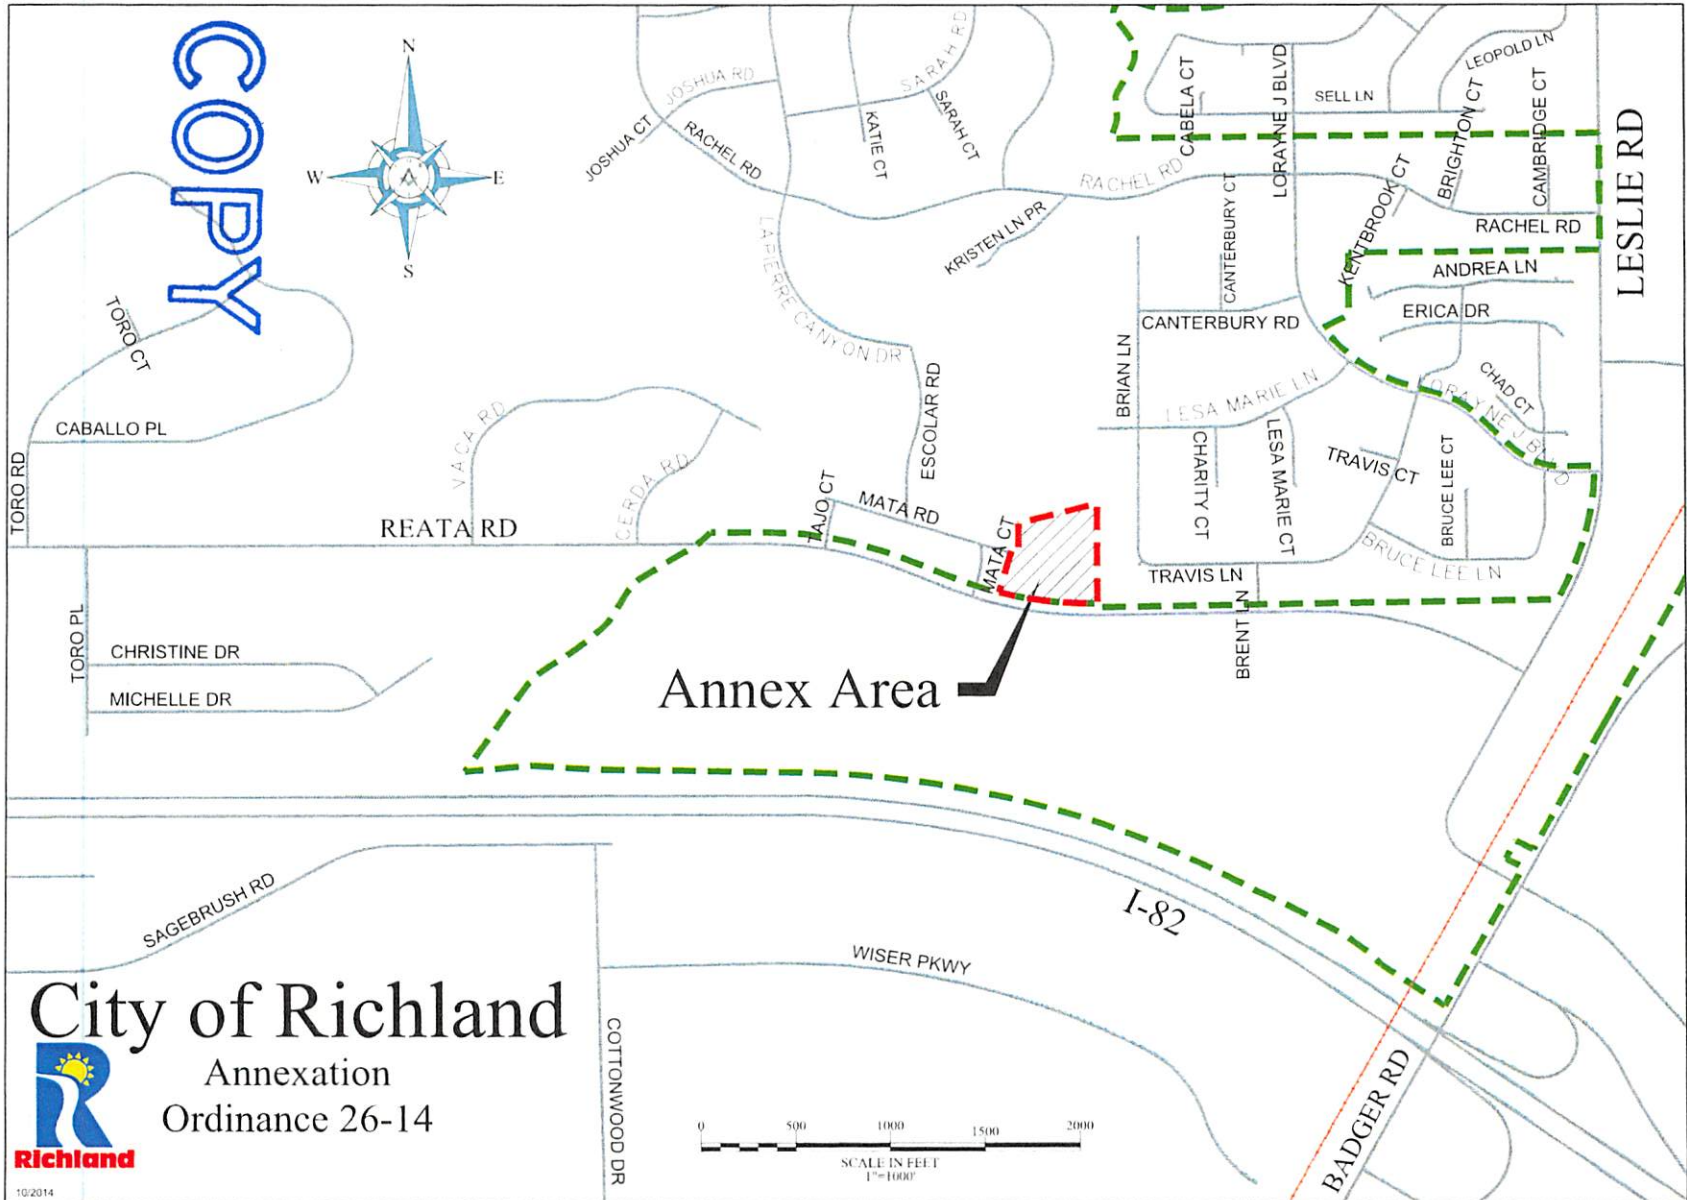 COPY
N
W
E
S
JOSHUA RD
SARAH RD
JOSHUA CT
RACHEL RD
KATIE CT
SARAH CT
CABELA CT
LORAYNE J BLVD
LEOPOLD LN
SELL LN
BRIGHTON CT
CAMBRIDGE CT
LESLIE RD
RACHEL RD
KRISTEN LN PR
CANTERBURY CT
KENTBROOK CT
RACHEL RD
LAPIERRE CANYON DR
ANDREA LN
ERICA DR
TORO CT
CANTERBURY RD
BRIAN LN
LESA MARIE LN
CHAD CT
LORAYNE J BLVD
CABALLO PL
VACA RD
CERDA RD
ESCOLAR RD
CHARITY CT
LESA MARIE CT
TRAVIS CT
BRUCE LEE CT
TORO RD
REATA RD
TAJO CT
MATA RD
MATA CT
TRAVIS LN
BRUCE LEE LN
BRENT LN
TORO PL
CHRISTINE DR
MICHELLE DR
Annex Area
I-82
SAGEBRUSH RD
WISER PKWY
COTTONWOOD DR
BADGER RD
City of Richland
Annexation
Ordinance 26-14
Richland
0 500 1000 1500 2000
SCALE IN FEET
1"=1000'
10/2014